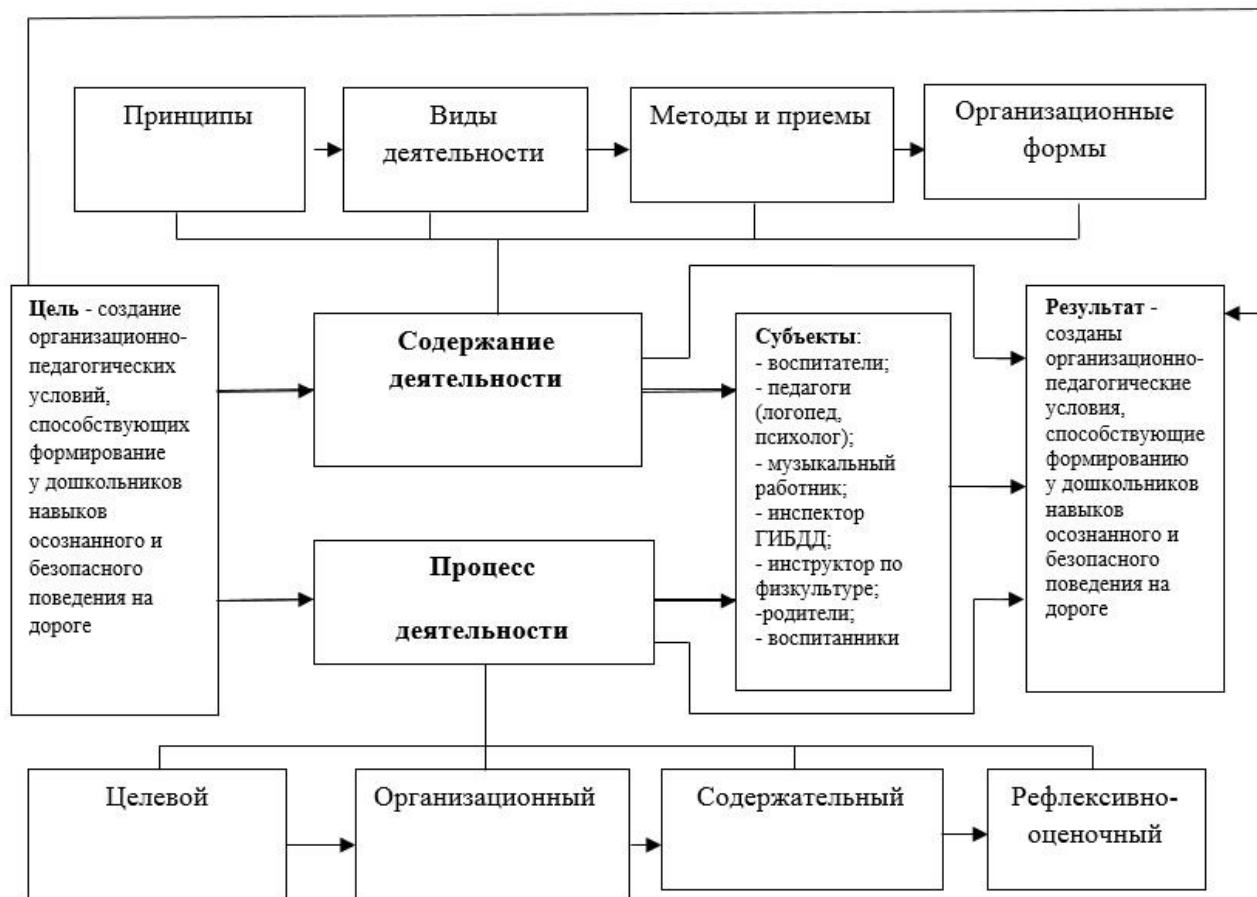 Принципы
Виды
деятельности
Методы и приемы
Организационные
формы
Цель - создание
организационно-
педагогических
условий,
способствующих
формирование
у дошкольников
навыков
осознанного и
безопасного
поведения на
дороге
Содержание
деятельности
Процесс
деятельности
Субъекты:
- воспитатели;
- педагоги
(логопед,
психолог);
- музыкальный
работник;
- инспектор
ГИБДД;
- инструктор по
физкультуре;
-родители;
- воспитанники
Результат -
созданы
организационно-
педагогические
условия,
способствующие
формированию
у дошкольников
навыков
осознанного и
безопасного
поведения на
дороге
Целевой
Организационный
Содержательный
Рефлексивно-
оценочный